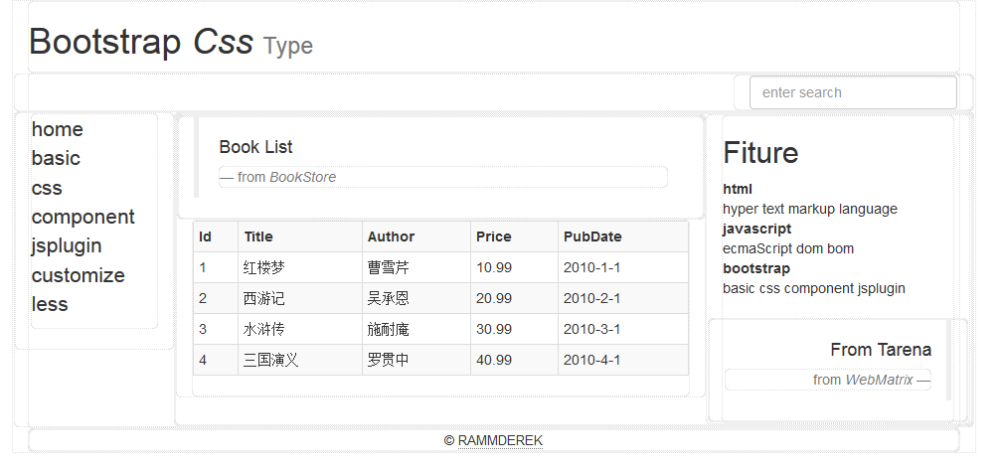 Bootstrap Css Type
enter search
home
basic
css
component
jsplugin
customize
less
Book List
— from BookStore
Id Title Author Price PubDate
1 红楼梦 曹雪芹 10.99 2010-1-1
2 西游记 吴承恩 20.99 2010-2-1
3 水浒传 施耐庵 30.99 2010-3-1
4 三国演义 罗贯中 40.99 2010-4-1
Fiture
html
hyper text markup language
javascript
ecmaScript dom bom
bootstrap
basic css component jsplugin
From Tarena
from WebMatrix —
© RAMMDEREK